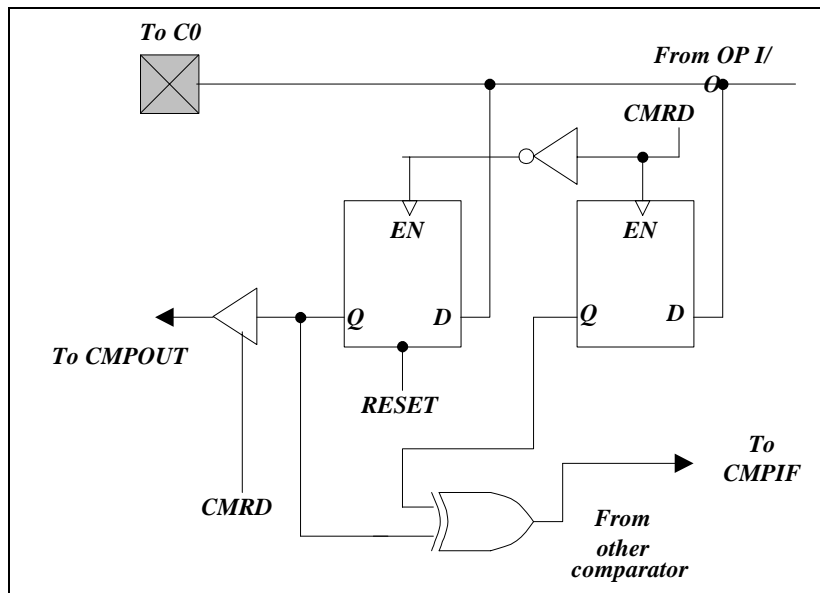 To C0
From OP I/
O
CMRD
EN
EN
Q
D
Q
D
To CMPOUT
RESET
CMRD
To
CMPIF
From
other
comparator